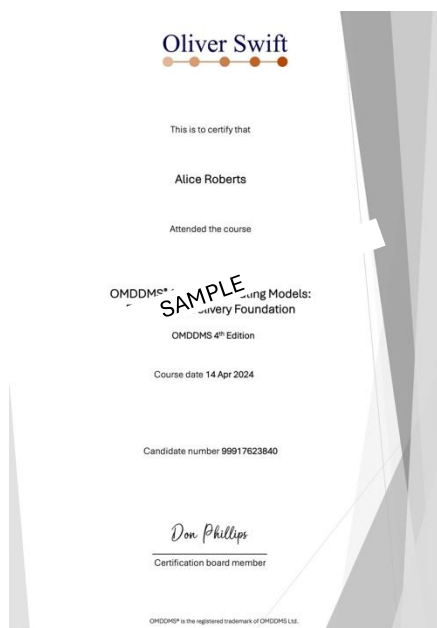 Oliver Swift
This is to certify that
Alice Roberts
Attended the course
OMDDMS® ting Models:
SAMPLE
livery Foundation
OMDDMS 4th Edition
Course date 14 Apr 2024
Candidate number 99917623840
Don Phillips
Certification board member
OMDDMS® is the registered trademark of OMDDMS Ltd.